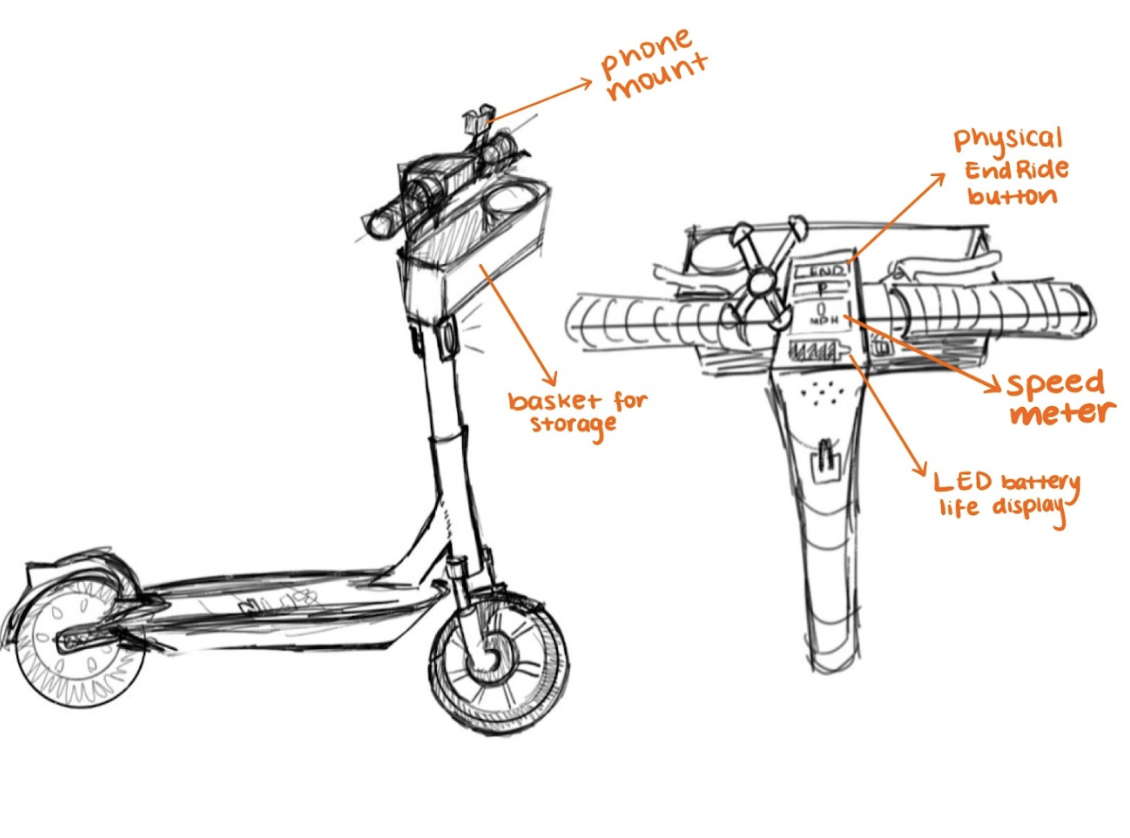 phone
mount
Physical
End Ride
button
END
P
0
MPH
basket for
storage
speed
meter
LED battery
life display